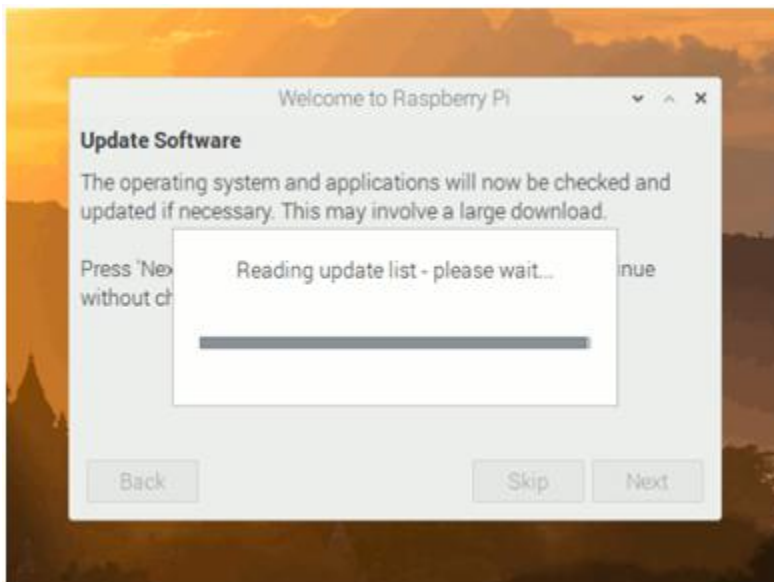 Welcome to Raspberry Pi
Update Software
The operating system and applications will now be checked and
updated if necessary. This may involve a large download.
Press 'Nex
Reading update list - please wait...
inue
without ch
Back
Skip
Next